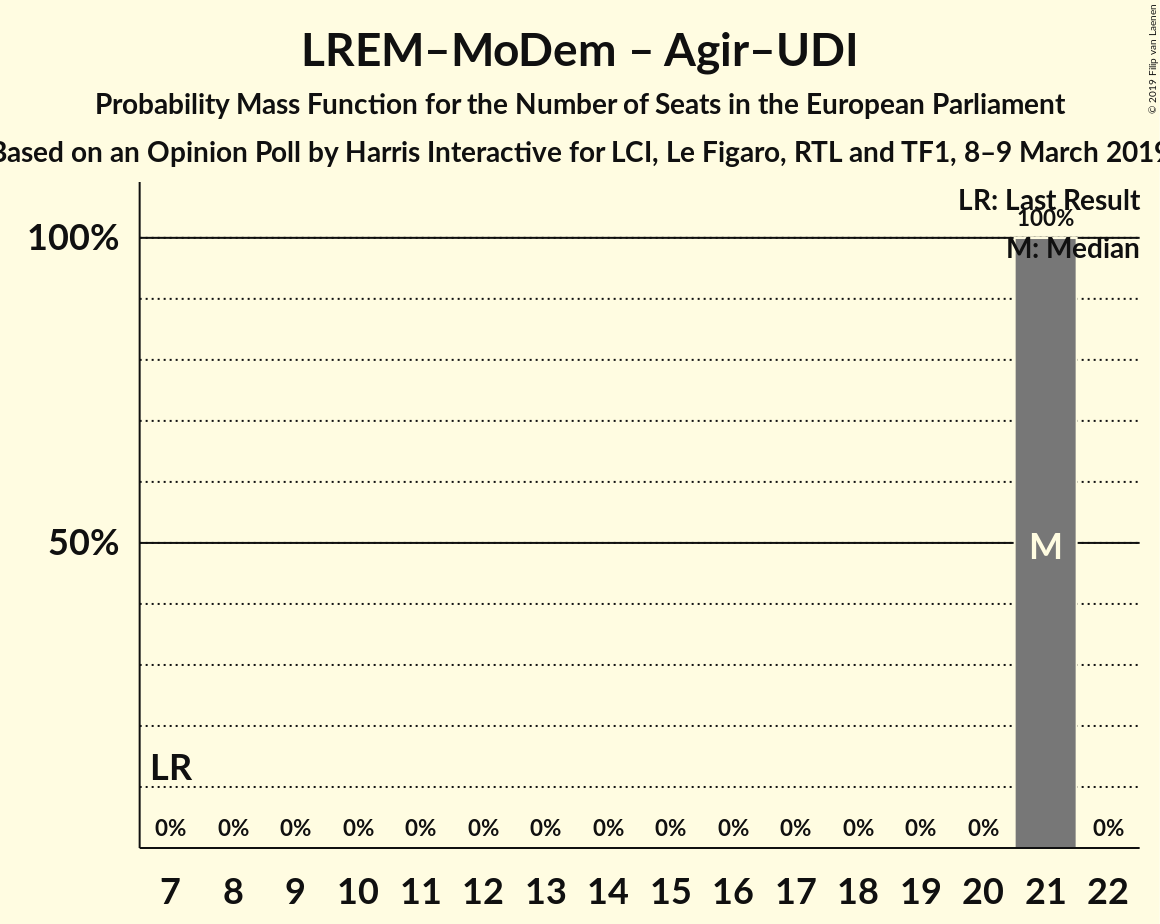 LREM–MoDem – Agir–UDI
Probability Mass Function for the Number of Seats in the European Parliament
Based on an Opinion Poll by Harris Interactive for LCI, Le Figaro, RTL and TF1, 8–9 March 2019
© 2019 Filip van Laenen
LR: Last Result
100%
100%
M: Median
50%
M
LR
0% 0% 0% 0% 0% 0% 0% 0% 0% 0% 0% 0% 0% 0% 0%
7 8 9 10 11 12 13 14 15 16 17 18 19 20 21 22